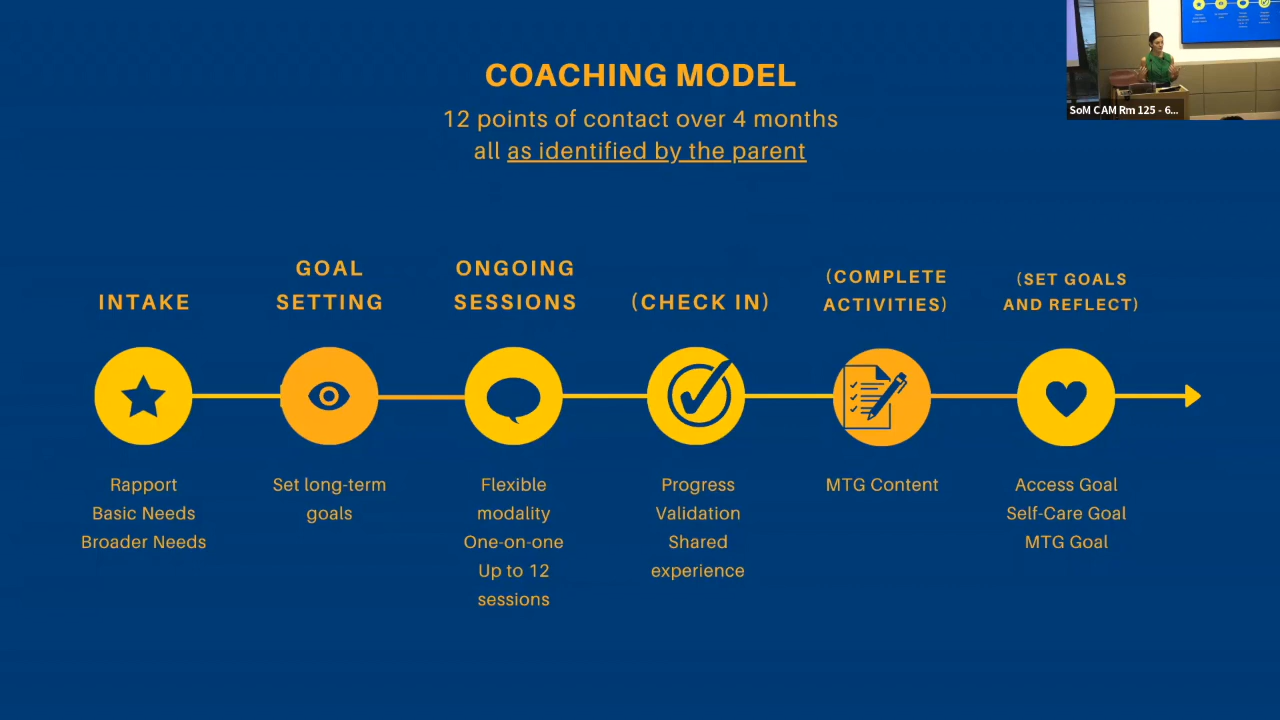 COACHING MODEL
12 points of contact over 4 months
all as identified by the parent
SoM CAM Rm 125 - 6...
INTAKE
GOAL
SETTING
ONGOING
SESSIONS
(CHECK IN)
(COMPLETE
ACTIVITIES)
(SET GOALS
AND REFLECT)
Rapport
Basic Needs
Broader Needs
Set long-term
goals
Flexible
modality
One-on-one
Up to 12
sessions
Progress
Validation
Shared
experience
MTG Content
Access Goal
Self-Care Goal
MTG Goal